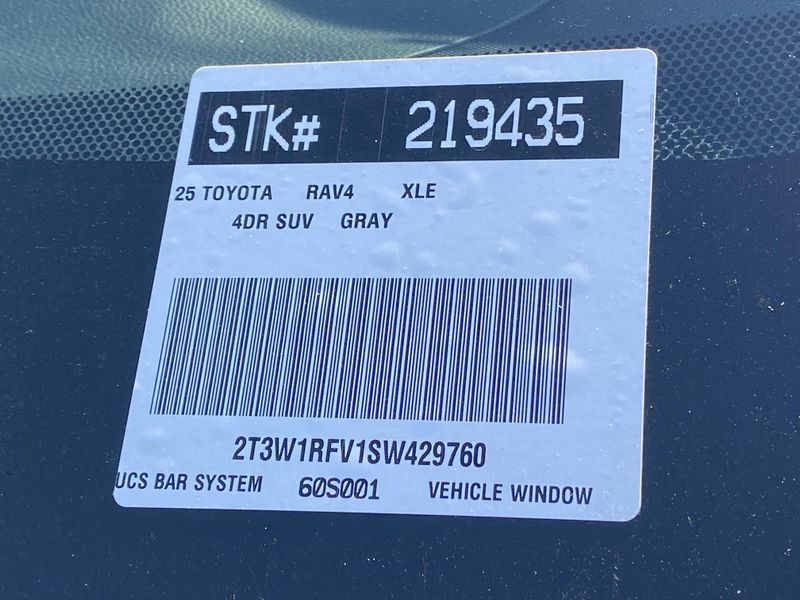 STK# 219435
25 TOYOTA RAV4 XLE
4DR SUV GRAY
2T3W1RFV1SW429760
UCS BAR SYSTEM 60S001 VEHICLE WINDOW